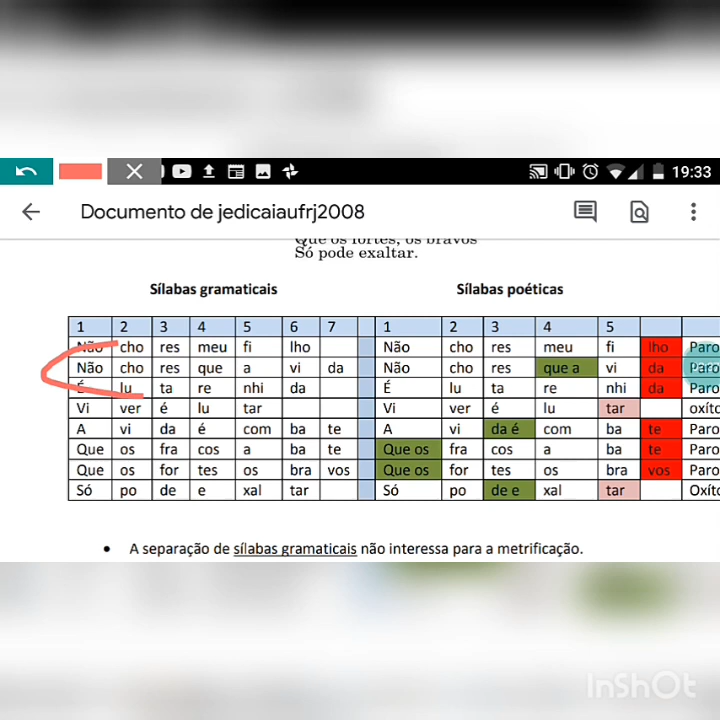 19:33
Documento de jedicaiaufrj2008
Que os fortes, os bravos
Só pode exaltar.
Sílabas gramaticais Sílabas poéticas
1 2 3 4 5 6 7 1 2 3 4 5
Não cho res meu fi lho Não cho res meu fi lho Paro
Não cho res que a vi da Não cho res que a vi da Paro
É lu ta re nhi da É lu ta re nhi da Paro
Vi ver é lu tar Vi ver é lu tar oxíto
A vi da é com ba te A vi da é com ba te Paro
Que os fra cos a ba te Que os fra cos a ba te Paro
Que os for tes os bra vos Que os for tes os bra vos Paro
Só po de e xal tar Só po de e xal tar Oxíto
• A separação de sílabas gramaticais não interessa para a metrificação.
InShOt